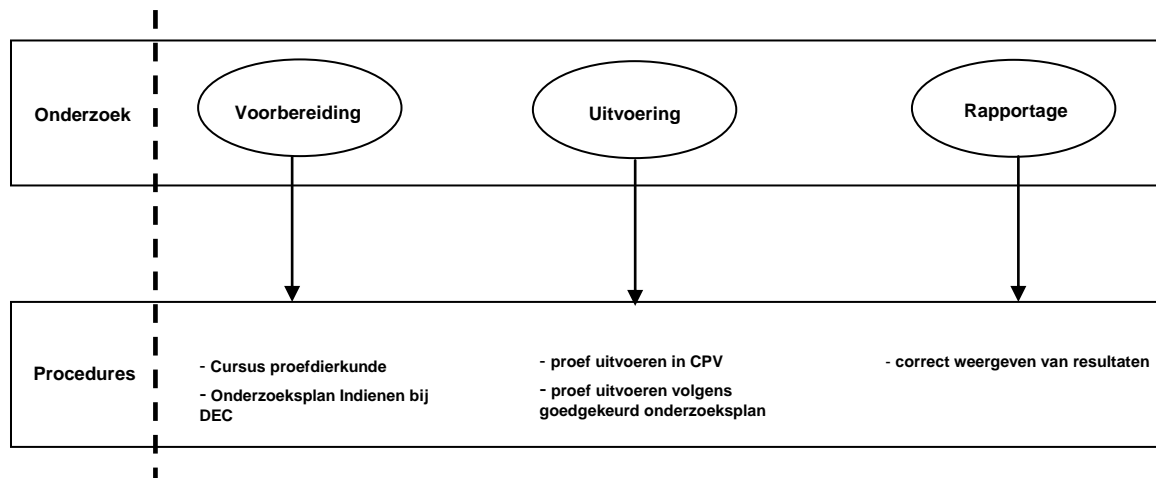 Onderzoek
Voorbereiding
Uitvoering
Rapportage
Procedures
- Cursus proefdierkunde
- Onderzoeksplan Indienen bij
DEC
- proef uitvoeren in CPV
- proef uitvoeren volgens
goedgekeurd onderzoeksplan
- correct weergeven van resultaten